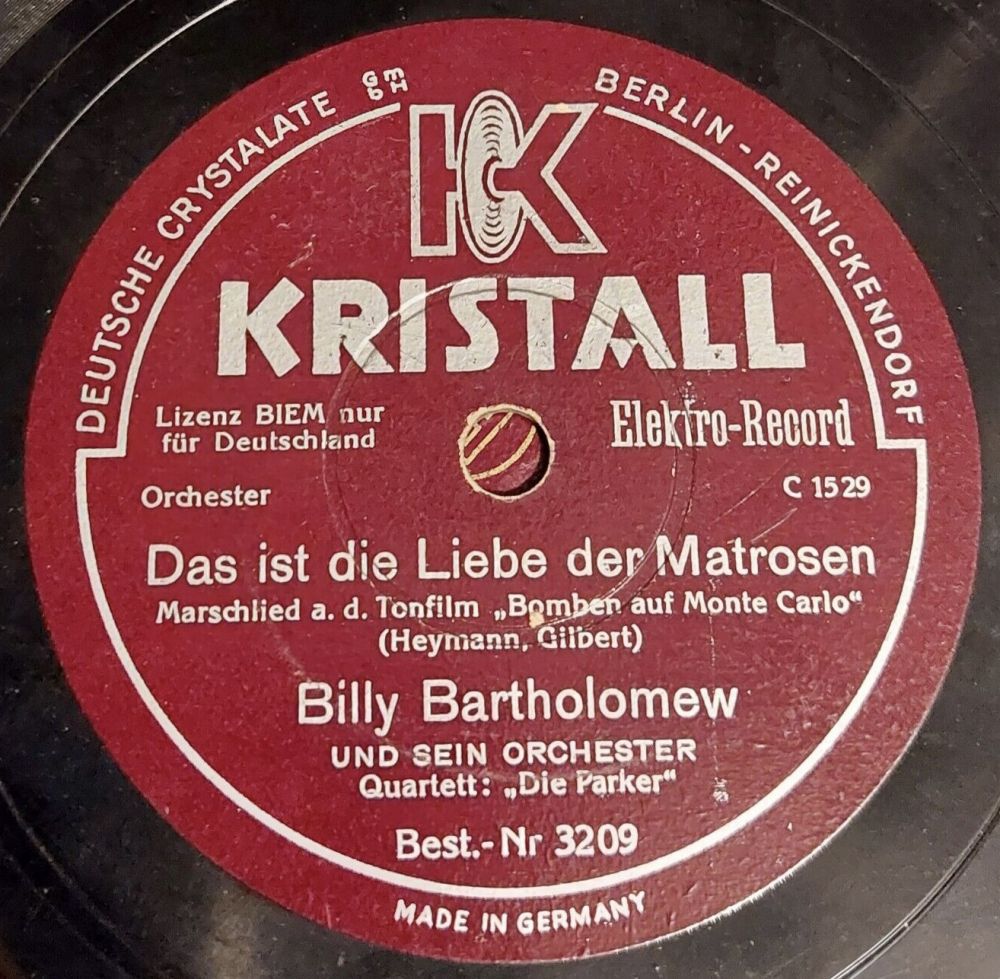 DEUTSCHE CRYSTALATE GmbH
BERLIN-REINICKENDORF
K
KRISTALL
Lizenz BIEM nur
für Deutschland
Elektro-Record
Orchester
C 1529
Das ist die Liebe der Matrosen
Marschlied a. d. Tonfilm „Bomben auf Monte Carlo“
(Heymann, Gilbert)
Billy Bartholomew
UND SEIN ORCHESTER
Quartett: „Die Parker“
Best.-Nr 3209
MADE IN GERMANY